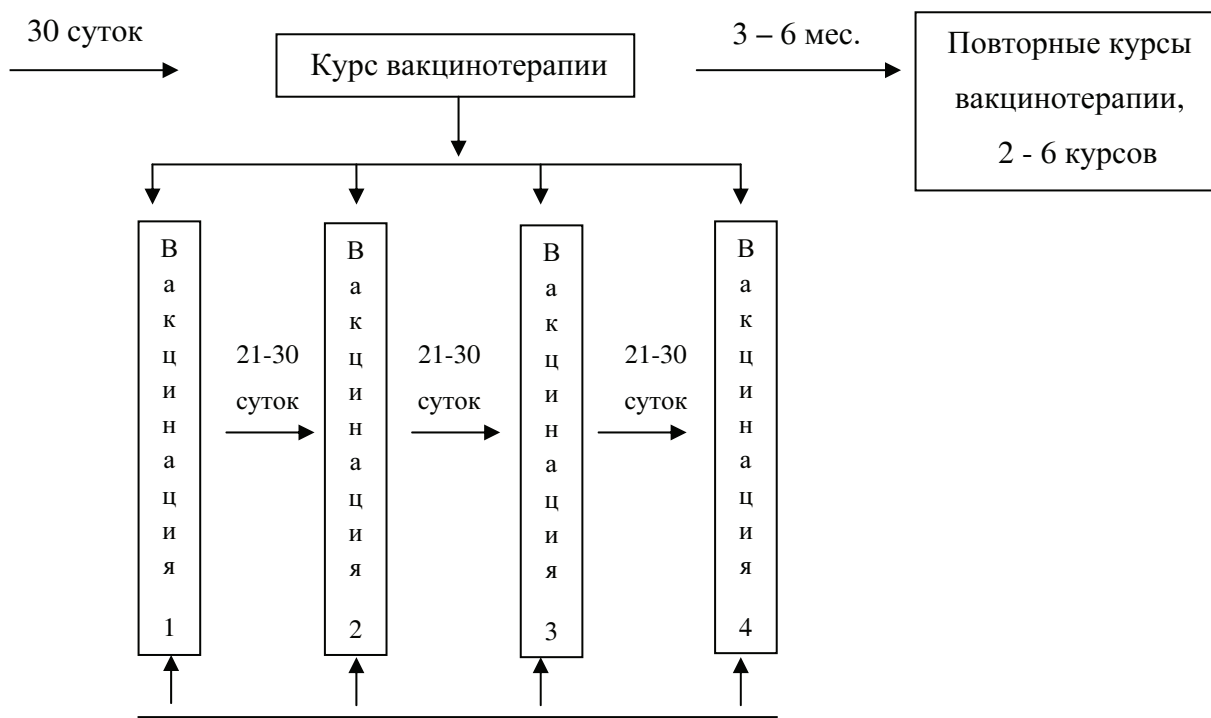 30 суток
Курс вакцинотерапии
3 – 6 мес.
Повторные курсы
вакцинотерапии,
2 - 6 курсов
Вакцинация 1
21-30
суток
Вакцинация 2
21-30
суток
Вакцинация 3
21-30
суток
Вакцинация 4